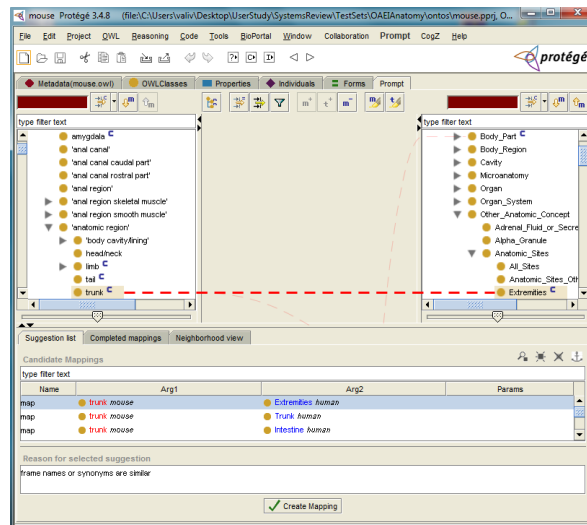 mouse Protégé 3.4.8 (file:\C:\Users\valiv\Desktop\UserStudy\SystemsReview\TestSets\OAEIAnatomy\ontos\mouse.pprj, O...
File Edit Project OWL Reasoning Code Tools BioPortal Window Collaboration Prompt CogZ Help
protégé
Metadata(mouse.owl) OWLClasses Properties Individuals Forms Prompt
type filter text
amygdala C
'anal canal'
'anal canal caudal part'
'anal canal rostral part'
'anal region'
'anal region skeletal muscle'
'anal region smooth muscle'
'anatomic region'
'body cavity/lining'
head/neck
limb C
tail C
trunk C
type filter text
Body_Part C
Body_Region
Cavity
Microanatomy
Organ
Organ_System
Other_Anatomic_Concept
Adrenal_Fluid_or_Secre
Alpha_Granule
Anatomic_Sites
All_Sites
Anatomic_Sites_Oth
Extremities C
Suggestion list Completed mappings Neighborhood view
Candidate Mappings
type filter text
Name Arg1 Arg2 Params
map trunk mouse Extremities human
map trunk mouse Trunk human
map trunk mouse Intestine human
Reason for selected suggestion
frame names or synonyms are similar
Create Mapping